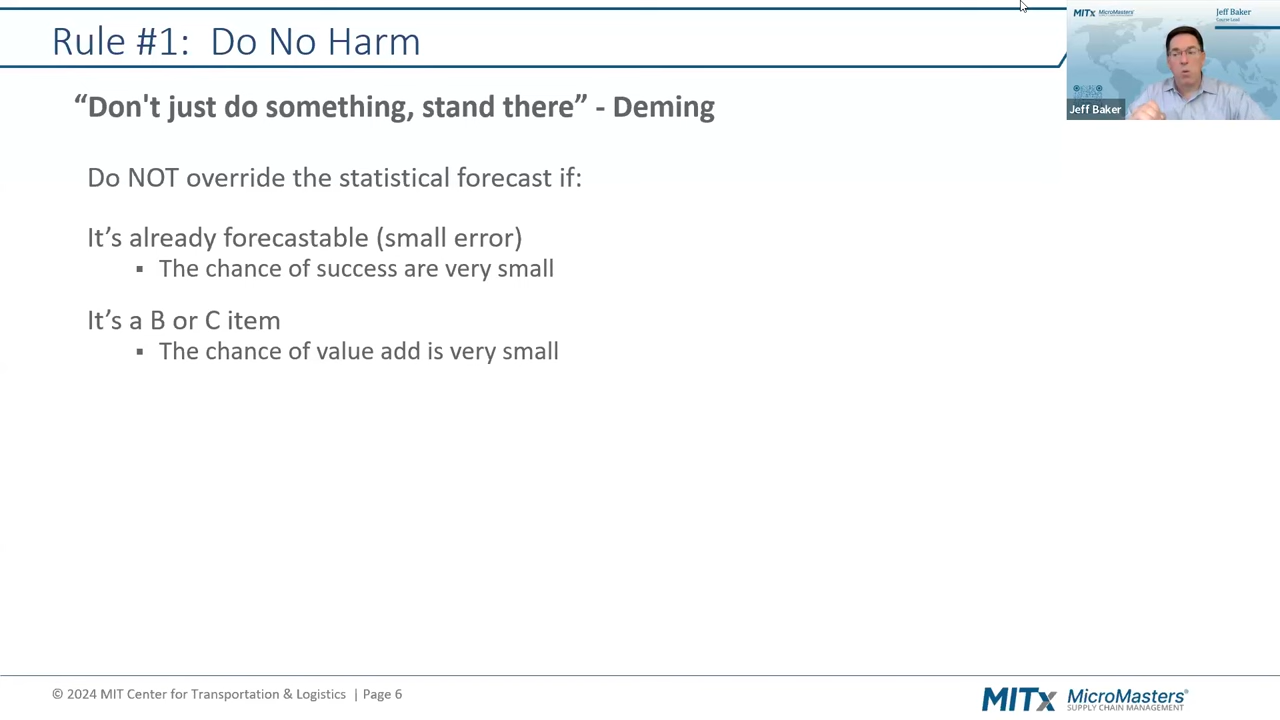 Rule #1: Do No Harm
“Don't just do something, stand there” - Deming
Do NOT override the statistical forecast if:
It’s already forecastable (small error)
▪ The chance of success are very small
It’s a B or C item
▪ The chance of value add is very small
MITx MicroMasters
Jeff Baker
Course Lead
Jeff Baker
© 2024 MIT Center for Transportation & Logistics | Page 6
MITx MicroMasters®
SUPPLY CHAIN MANAGEMENT